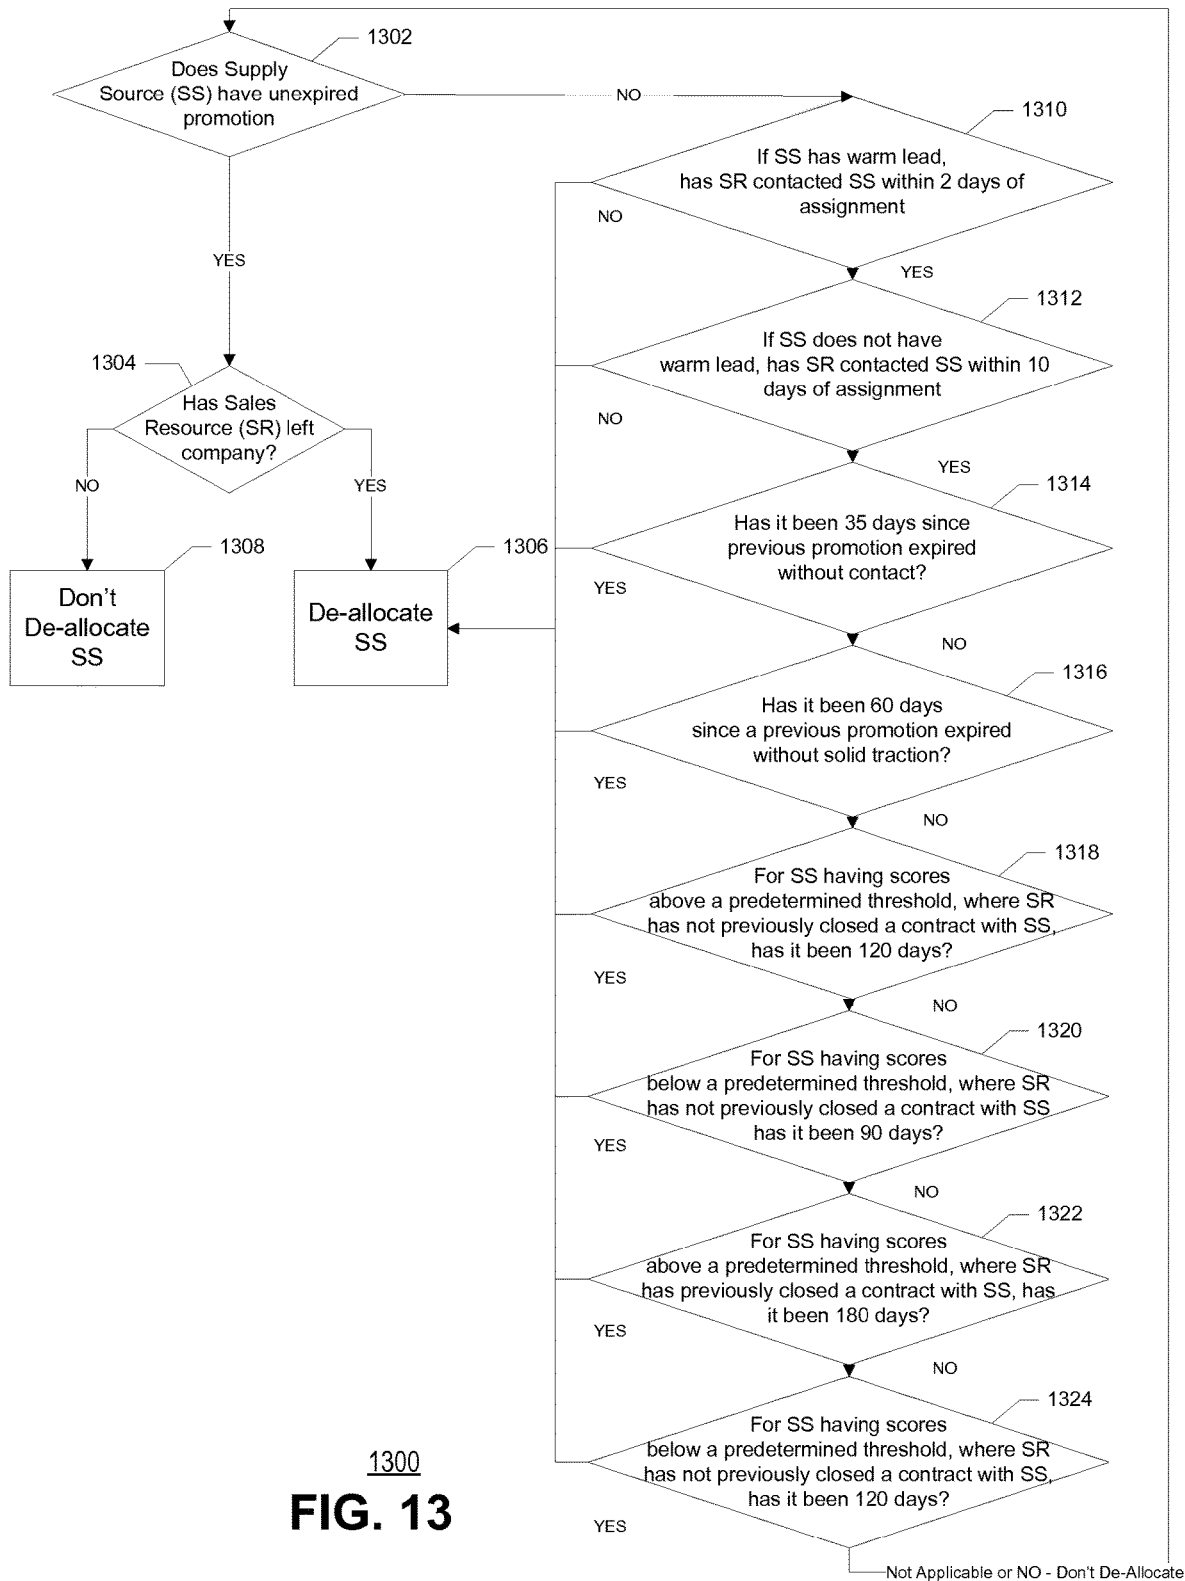 1302
Does Supply
Source (SS) have unexpired
promotion
NO
YES
1304
Has Sales
Resource (SR) left
company?
NO
YES
1308
Don't
De-allocate
SS
1306
De-allocate
SS
1310
If SS has warm lead,
has SR contacted SS within 2 days of
assignment
NO
YES
1312
If SS does not have
warm lead, has SR contacted SS within 10
days of assignment
NO
YES
1314
Has it been 35 days since
previous promotion expired
without contact?
YES
NO
1316
Has it been 60 days
since a previous promotion expired
without solid traction?
YES
NO
1318
For SS having scores
above a predetermined threshold, where SR
has not previously closed a contract with SS,
has it been 120 days?
YES
NO
1320
For SS having scores
below a predetermined threshold, where SR
has not previously closed a contract with SS
has it been 90 days?
YES
NO
1322
For SS having scores
above a predetermined threshold, where SR
has previously closed a contract with SS, has
it been 180 days?
YES
NO
1324
For SS having scores
below a predetermined threshold, where SR
has not previously closed a contract with SS,
has it been 120 days?
YES
Not Applicable or NO - Don't De-Allocate
1300
FIG. 13